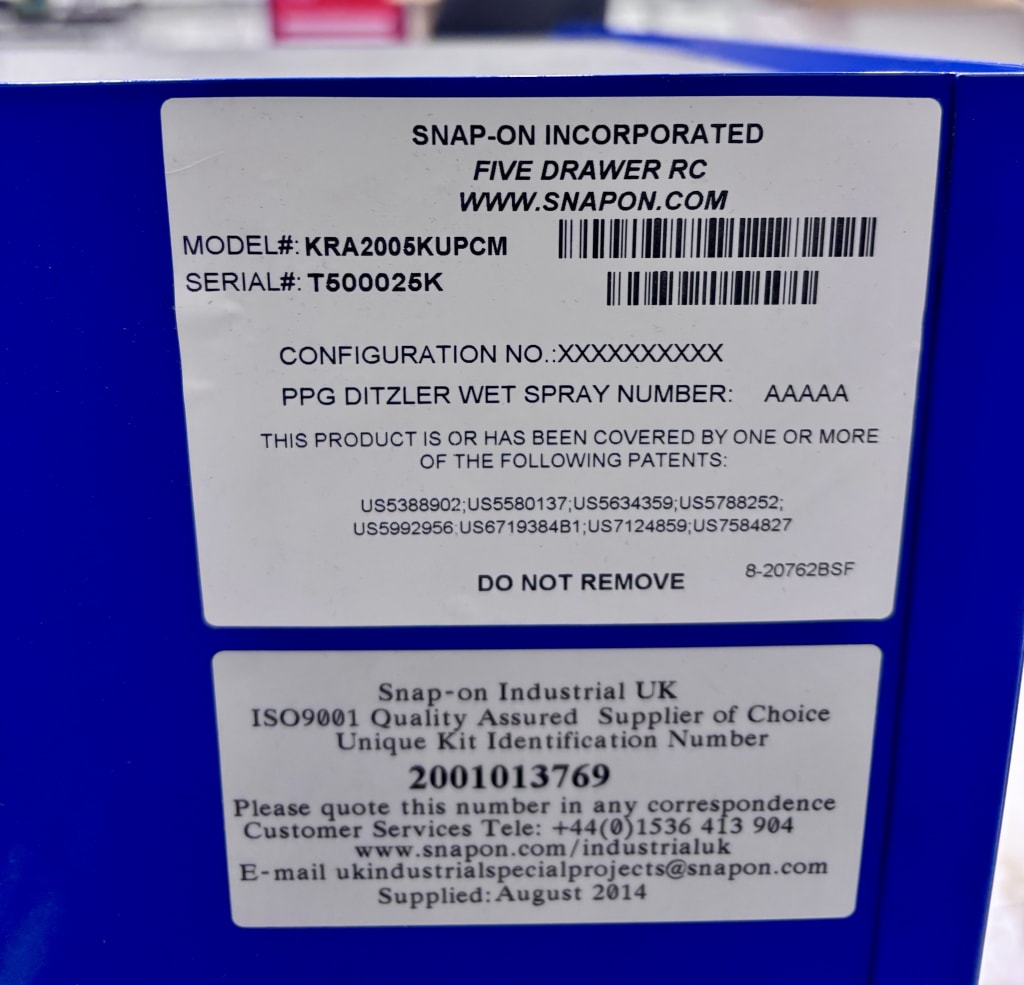 SNAP-ON INCORPORATED
FIVE DRAWER RC
WWW.SNAPON.COM
MODEL#: KRA2005KUPCM
SERIAL#: T500025K
CONFIGURATION NO.:XXXXXXXXXX
PPG DITZLER WET SPRAY NUMBER: AAAAA
THIS PRODUCT IS OR HAS BEEN COVERED BY ONE OR MORE
OF THE FOLLOWING PATENTS:
US5388902;US5580137;US5634359;US5788252;
US5992956;US6719384B1;US7124859;US7584827
DO NOT REMOVE 8-20762BSF
Snap-on Industrial UK
ISO9001 Quality Assured Supplier of Choice
Unique Kit Identification Number
2001013769
Please quote this number in any correspondence
Customer Services Tele: +44(0)1536 413 904
www.snapon.com/industrialuk
E-mail ukindustrialspecialprojects@snapon.com
Supplied: August 2014